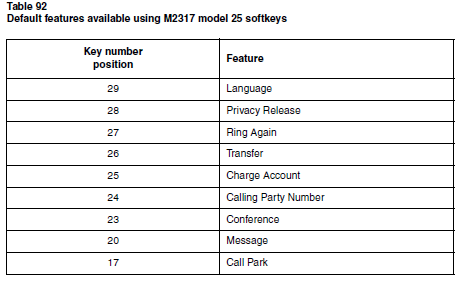 Table 92
Default features available using M2317 model 25 softkeys
Key number position Feature
29 Language
28 Privacy Release
27 Ring Again
26 Transfer
25 Charge Account
24 Calling Party Number
23 Conference
20 Message
17 Call Park